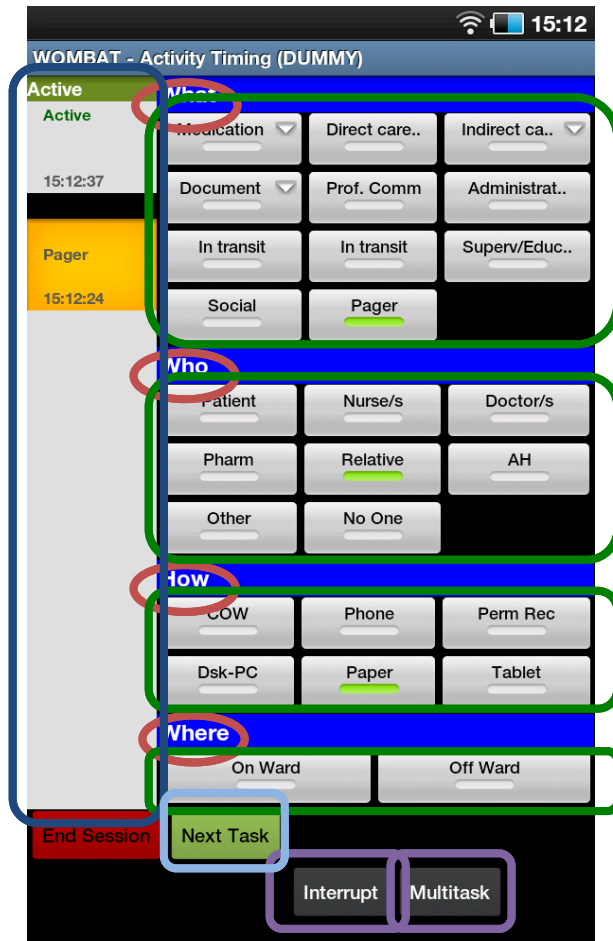 15:12
WOMBAT - Activity Timing (DUMMY)
Active
What
Active
15:12:37
Medication
Direct care..
Indirect ca..
Document
Prof. Comm
Administrat..
Pager
15:12:24
In transit
In transit
Superv/Educ..
Social
Pager
Who
Patient
Nurse/s
Doctor/s
Pharm
Relative
AH
Other
No One
How
COW
Phone
Perm Rec
Dsk-PC
Paper
Tablet
Where
On Ward
Off Ward
End Session
Next Task
Interrupt
Multitask